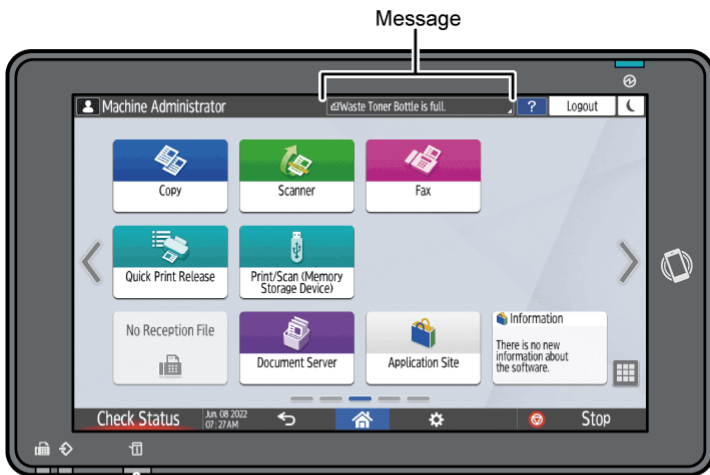 Message
Machine Administrator
Waste Toner Bottle is full.
?
Logout
Copy
Scanner
Fax
Quick Print Release
Print/Scan (Memory
Storage Device)
No Reception File
Document Server
Application Site
Information
There is no new
information about
the software.
Check Status
Jun. 08 2022
07:27AM
Stop